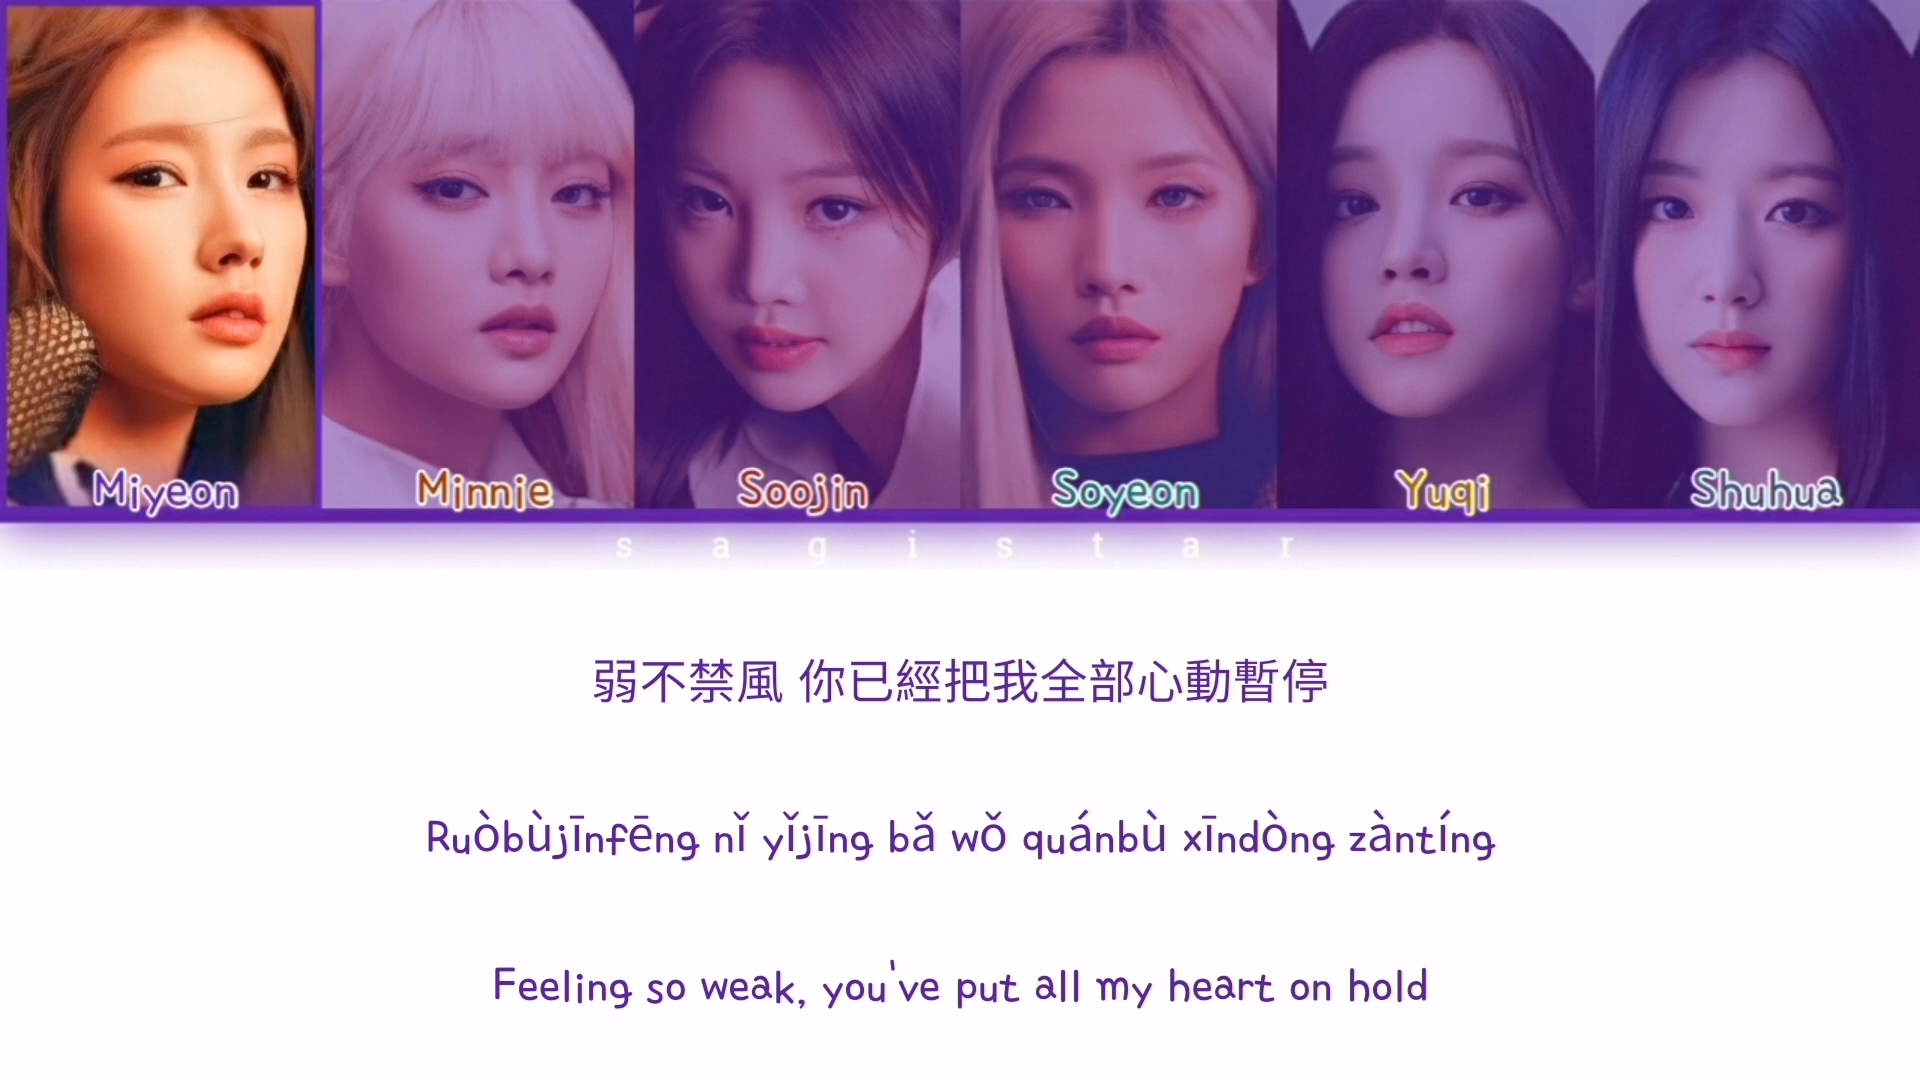 Miyeon Minnie Soojin Soyeon Yuqi Shuhua
sagistar
弱不禁風 你已經把我全部心動暫停
Ruòbùjīnfēng nǐ yǐjīng bǎ wǒ quánbù xīndòng zàntíng
Feeling so weak, you've put all my heart on hold